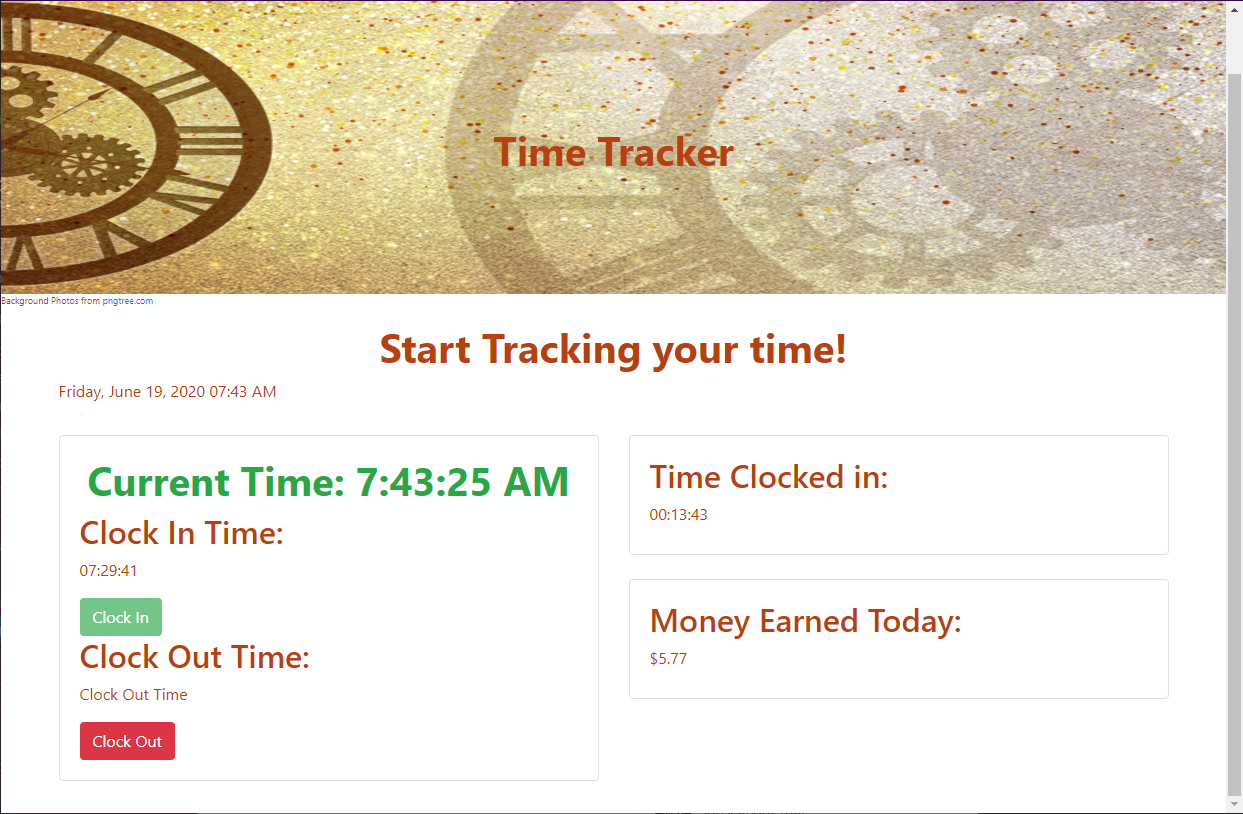 Time Tracker
Background Photos from pngtree.com
Start Tracking your time!
Friday, June 19, 2020 07:43 AM
Current Time: 7:43:25 AM
Clock In Time:
07:29:41
Clock In
Clock Out Time:
Clock Out Time
Clock Out
Time Clocked in:
00:13:43
Money Earned Today:
$5.77